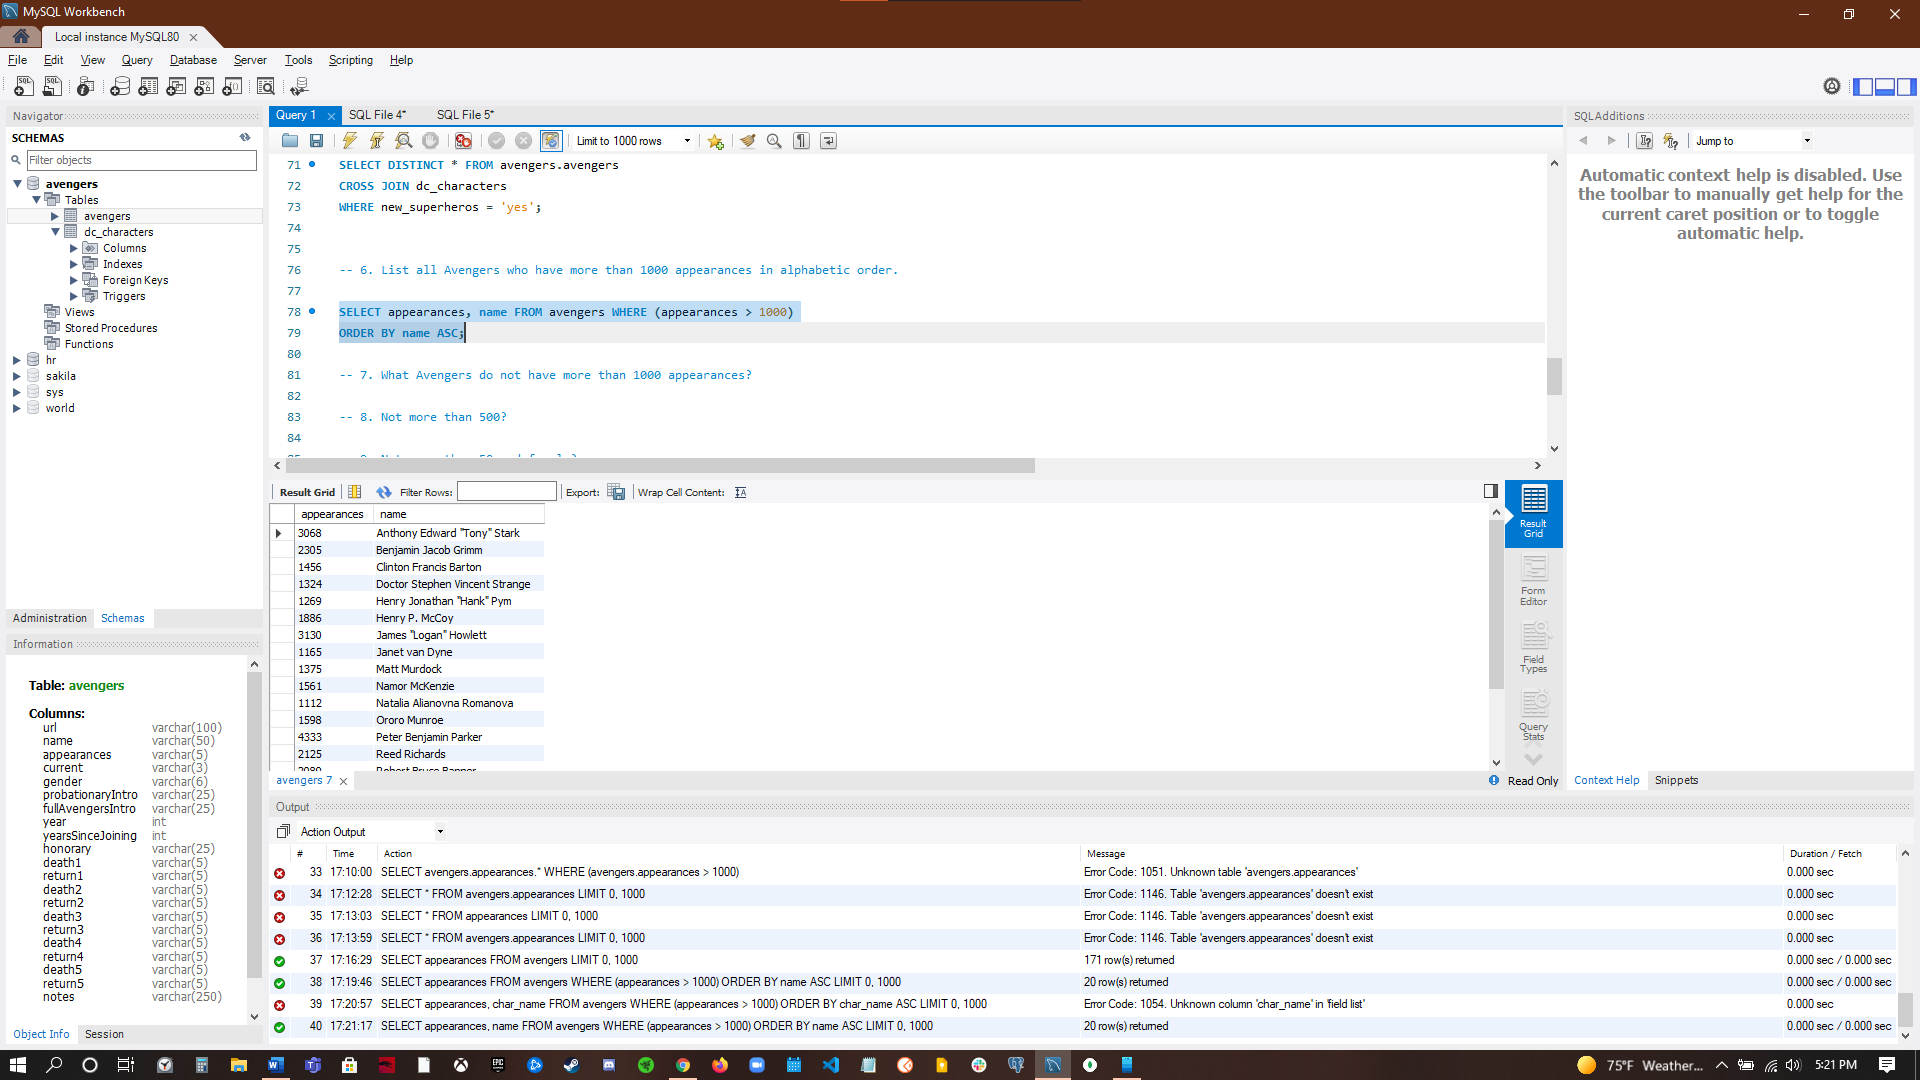 MySQL Workbench
Local instance MySQL80
File Edit View Query Database Server Tools Scripting Help
Navigator
SCHEMAS
Filter objects
avengers
Tables
avengers
dc_characters
Columns
Indexes
Foreign Keys
Triggers
Views
Stored Procedures
Functions
hr
sakila
sys
world
Administration Schemas
Information
Table: avengers
Columns:
url varchar(100)
name varchar(50)
appearances varchar(5)
current varchar(3)
gender varchar(6)
probationaryIntro varchar(25)
fullAvengersIntro varchar(25)
year int
yearsSinceJoining int
honorary varchar(25)
death1 varchar(5)
return1 varchar(5)
death2 varchar(5)
return2 varchar(5)
death3 varchar(5)
return3 varchar(5)
death4 varchar(5)
return4 varchar(5)
death5 varchar(5)
return5 varchar(5)
notes varchar(250)
Object Info Session
Query 1 SQL File 4* SQL File 5*
Limit to 1000 rows
71 SELECT DISTINCT * FROM avengers.avengers
72 CROSS JOIN dc_characters
73 WHERE new_superheros = 'yes';
74
75
76 -- 6. List all Avengers who have more than 1000 appearances in alphabetic order.
77
78 SELECT appearances, name FROM avengers WHERE (appearances > 1000)
79 ORDER BY name ASC;
80
81 -- 7. What Avengers do not have more than 1000 appearances?
82
83 -- 8. Not more than 500?
84
Result Grid Filter Rows: Export: Wrap Cell Content:
appearances name
3068 Anthony Edward "Tony" Stark
2305 Benjamin Jacob Grimm
1456 Clinton Francis Barton
1324 Doctor Stephen Vincent Strange
1269 Henry Jonathan "Hank" Pym
1886 Henry P. McCoy
3130 James "Logan" Howlett
1165 Janet van Dyne
1375 Matt Murdock
1561 Namor McKenzie
1112 Natalia Alianovna Romanova
1598 Ororo Munroe
4333 Peter Benjamin Parker
2125 Reed Richards
Result Grid
Form Editor
Field Types
Query Stats
avengers 7
Read Only
SQLAdditions
Jump to
Automatic context help is disabled. Use
the toolbar to manually get help for the
current caret position or to toggle
automatic help.
Context Help Snippets
Output
Action Output
# Time Action Message Duration / Fetch
33 17:10:00 SELECT avengers.appearances.* WHERE (avengers.appearances > 1000) Error Code: 1051. Unknown table 'avengers.appearances' 0.000 sec
34 17:12:28 SELECT * FROM avengers.appearances LIMIT 0, 1000 Error Code: 1146. Table 'avengers.appearances' doesn't exist 0.000 sec
35 17:13:03 SELECT * FROM appearances LIMIT 0, 1000 Error Code: 1146. Table 'avengers.appearances' doesn't exist 0.000 sec
36 17:13:59 SELECT * FROM avengers.appearances LIMIT 0, 1000 Error Code: 1146. Table 'avengers.appearances' doesn't exist 0.000 sec
37 17:16:29 SELECT appearances FROM avengers LIMIT 0, 1000 171 row(s) returned 0.000 sec / 0.000 sec
38 17:19:46 SELECT appearances FROM avengers WHERE (appearances > 1000) ORDER BY name ASC LIMIT 0, 1000 20 row(s) returned 0.000 sec / 0.000 sec
39 17:20:57 SELECT appearances, char_name FROM avengers WHERE (appearances > 1000) ORDER BY char_name ASC LIMIT 0, 1000 Error Code: 1054. Unknown column 'char_name' in 'field list' 0.000 sec
40 17:21:17 SELECT appearances, name FROM avengers WHERE (appearances > 1000) ORDER BY name ASC LIMIT 0, 1000 20 row(s) returned 0.000 sec / 0.000 sec
75°F Weather... 5:21 PM